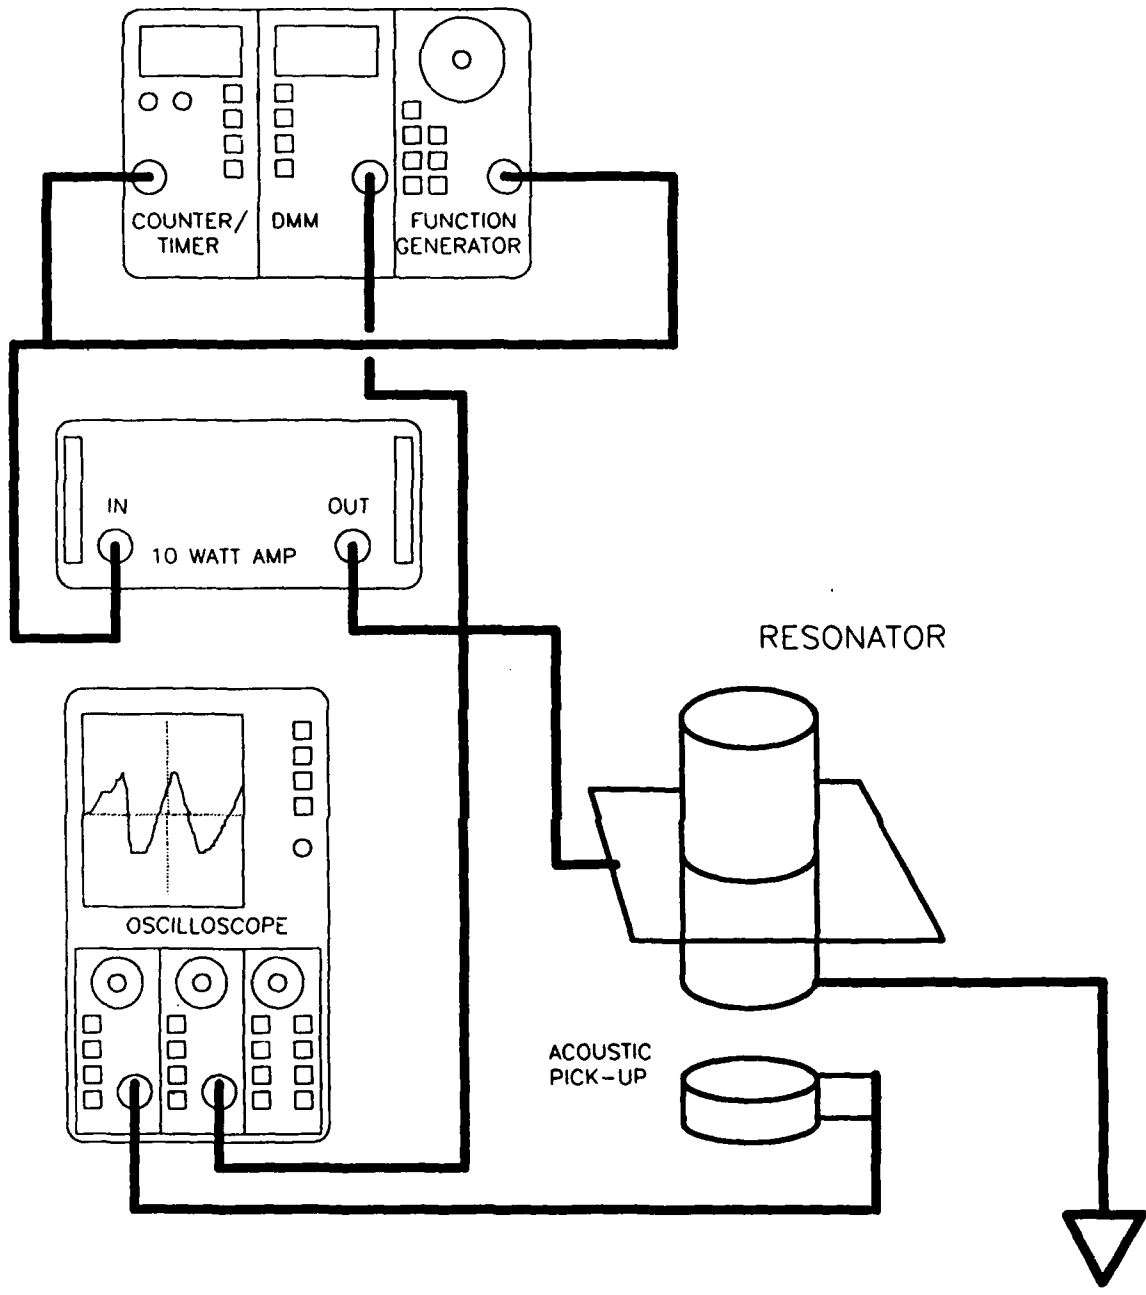 COUNTER/
TIMER
DMM
FUNCTION
GENERATOR
IN
OUT
10 WATT AMP
RESONATOR
OSCILLOSCOPE
ACOUSTIC
PICK-UP